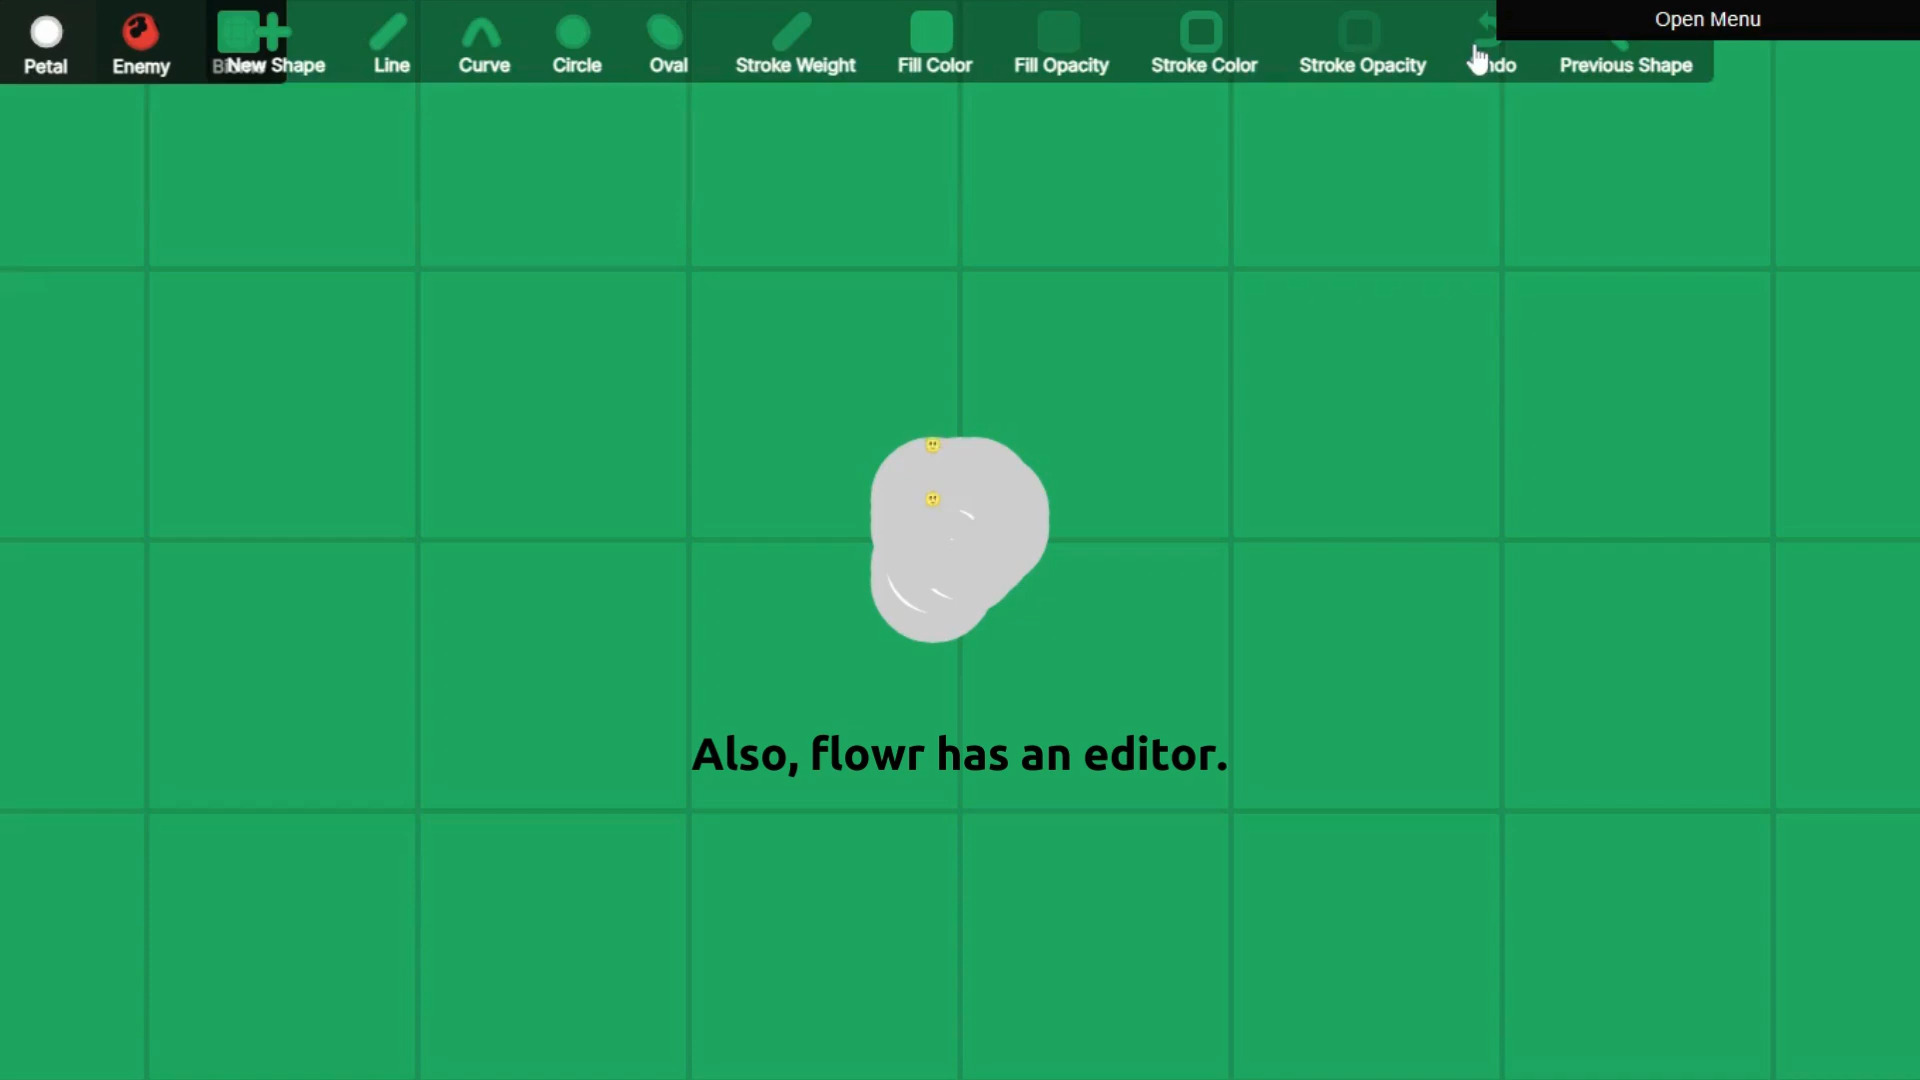 Open Menu
Petal Enemy New Shape Line Curve Circle Oval Stroke Weight Fill Color Fill Opacity Stroke Color Stroke Opacity Previous Shape
Also, flowr has an editor.